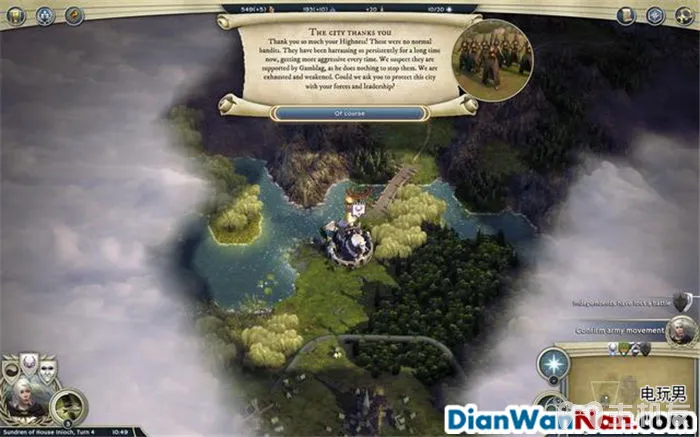 549(+5)
193(+10)
+20
10/20
The city thanks you
Thank you so much your Highness! These were no normal
bandits. They have been harrassing us persistently for a long time
now, getting more aggressive every time. We suspect they are
supported by Gamblag, as he does nothing to stop them. We are
exhausted and weakened. Could we ask you to protect this city
with your forces and leadership?
Of course
Independents have lost a battle
Confirm army movement
电玩男
DianWanNan.com
Sundren of House Inioch, Turn 4
10:49